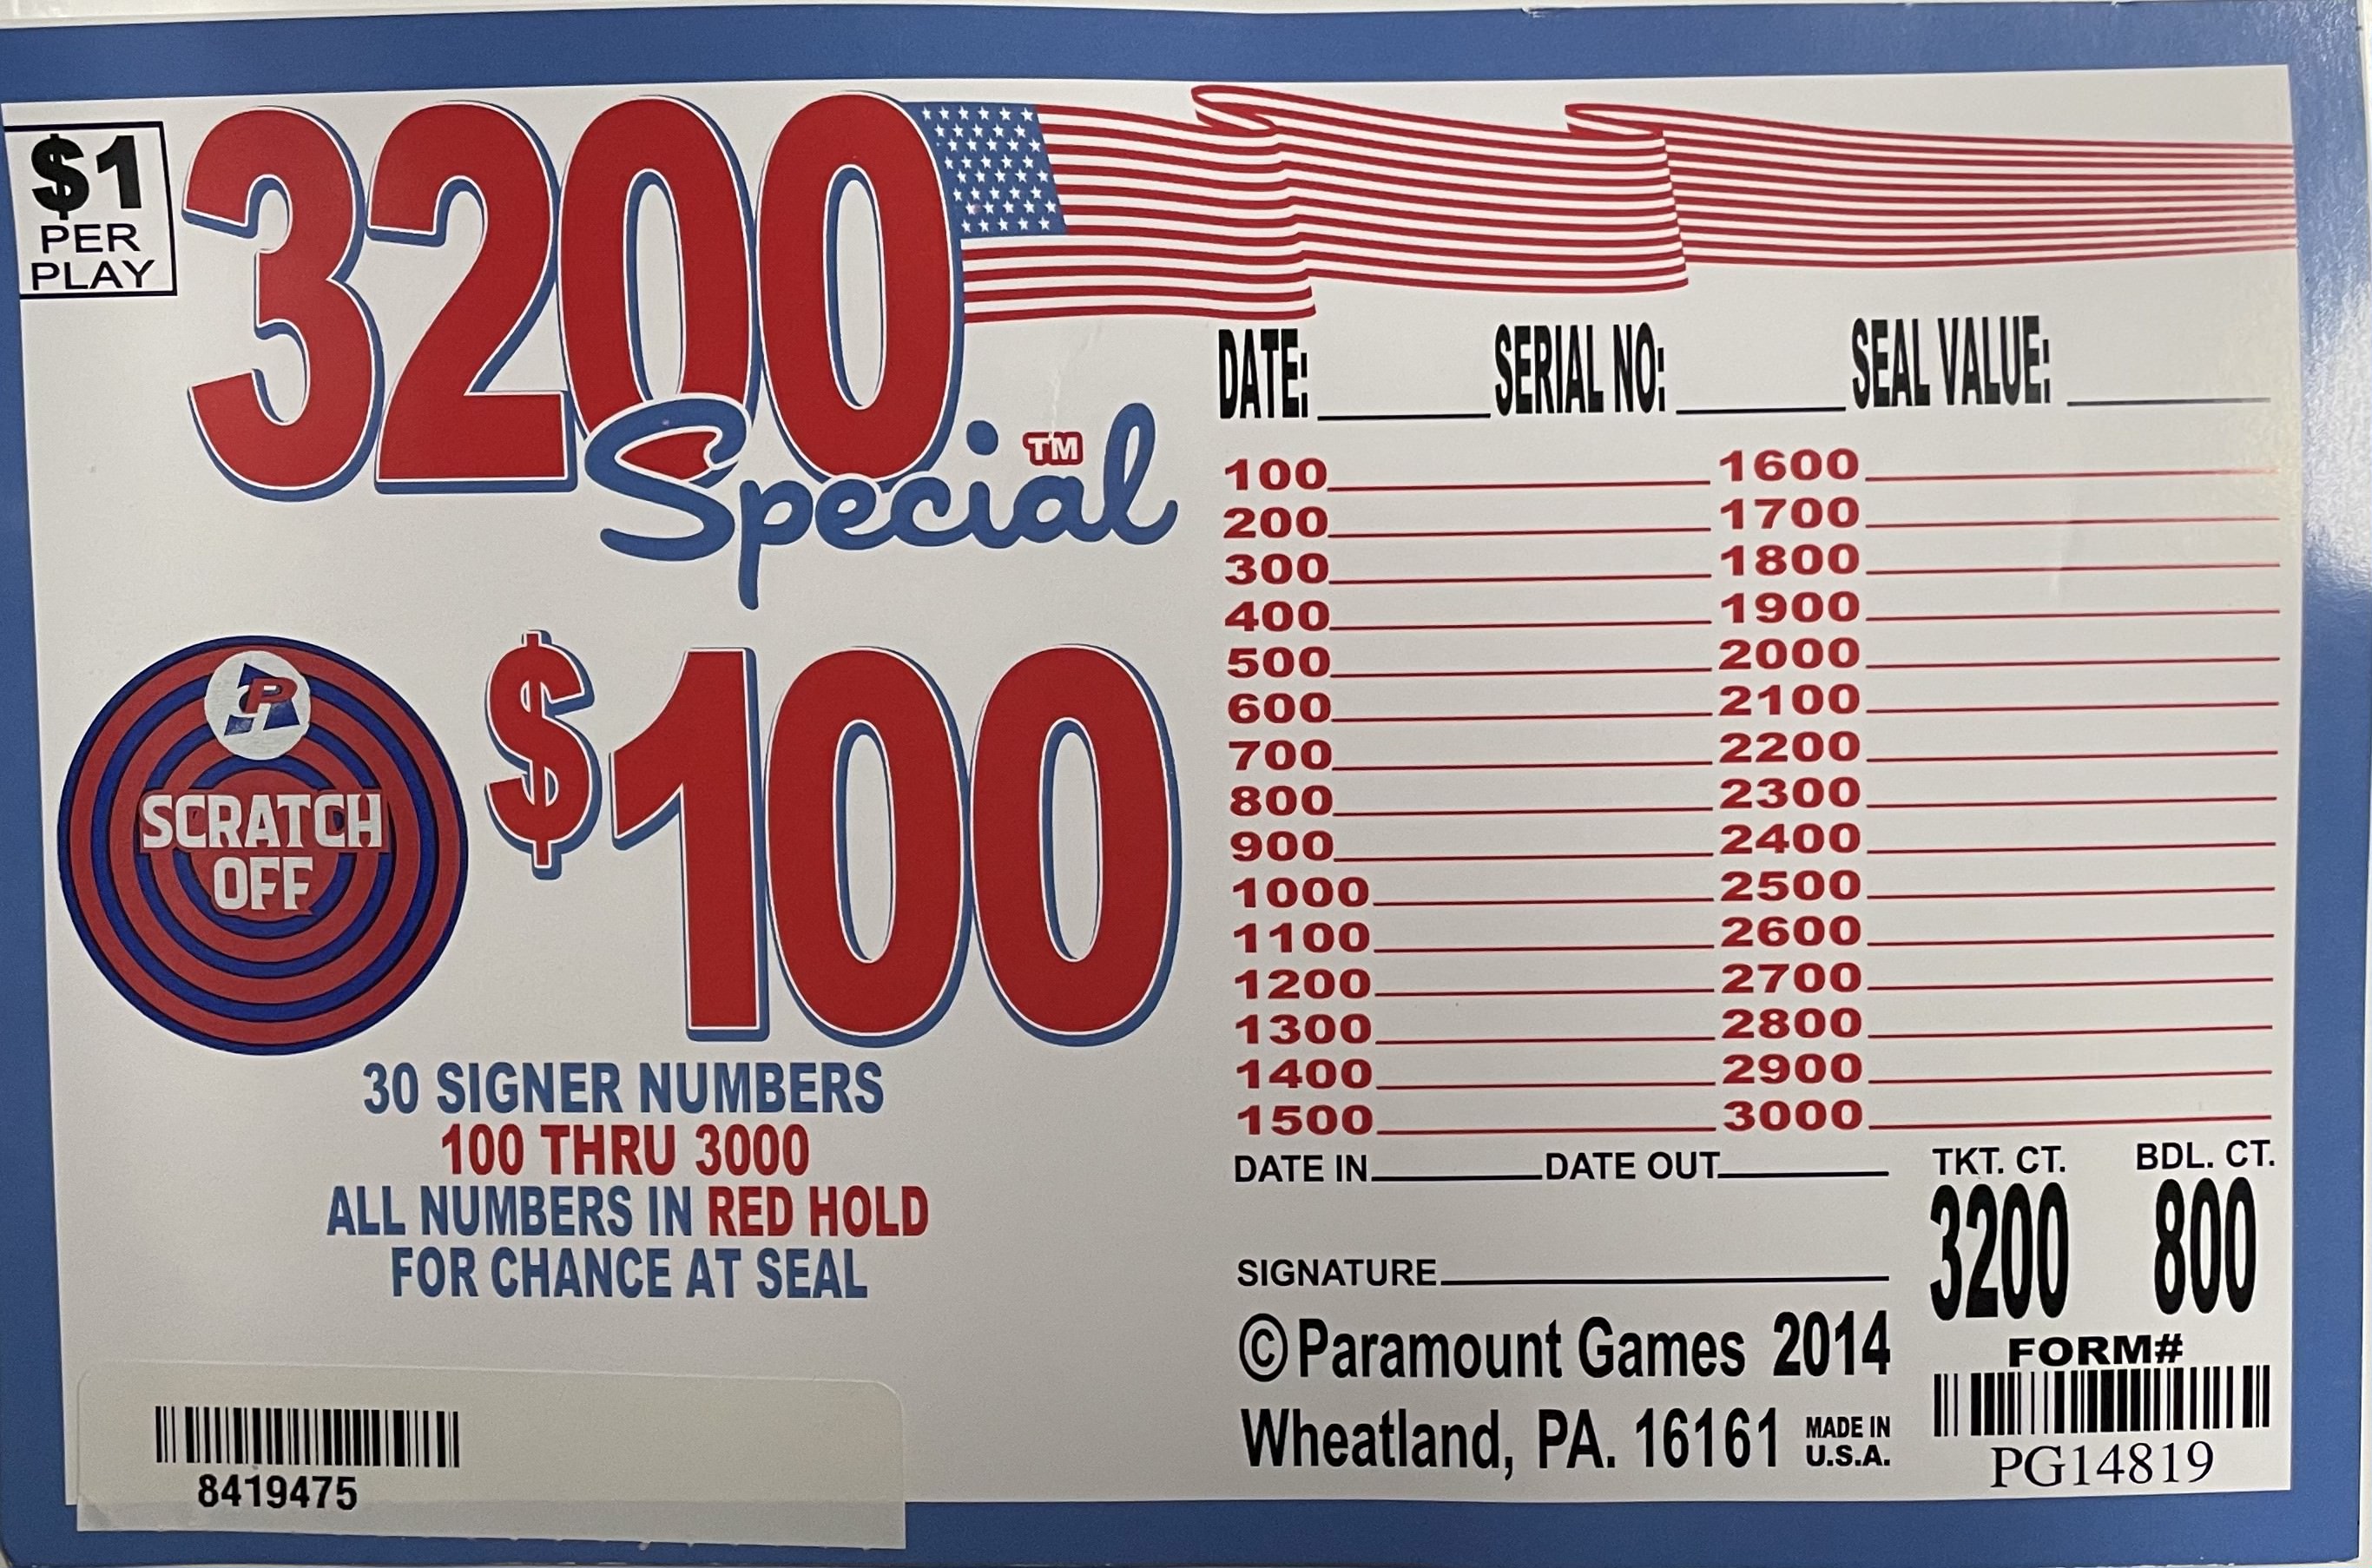 $1
PER
PLAY
3200
Special™
P
SCRATCH
OFF
$100
30 SIGNER NUMBERS
100 THRU 3000
ALL NUMBERS IN RED HOLD
FOR CHANCE AT SEAL
8419475
DATE: SERIAL NO: SEAL VALUE:
100 1600
200 1700
300 1800
400 1900
500 2000
600 2100
700 2200
800 2300
900 2400
1000 2500
1100 2600
1200 2700
1300 2800
1400 2900
1500 3000
DATE IN DATE OUT TKT. CT. BDL. CT.
3200 800
SIGNATURE
FORM#
©Paramount Games 2014
Wheatland, PA. 16161 MADE IN
U.S.A.
PG14819